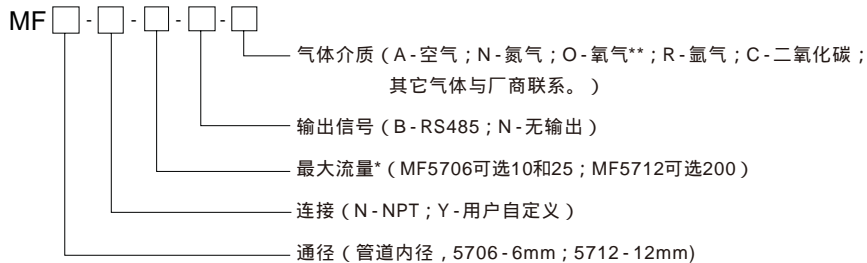 MF□-□-□-□-□
气体介质（A-空气；N-氮气；O-氧气**；R-氩气；C-二氧化碳；
其它气体与厂商联系。）
输出信号（B-RS485；N-无输出）
最大流量*（MF5706可选10和25；MF5712可选200）
连接（N-NPT；Y-用户自定义）
通径（管道内径，5706-6mm；5712-12mm)